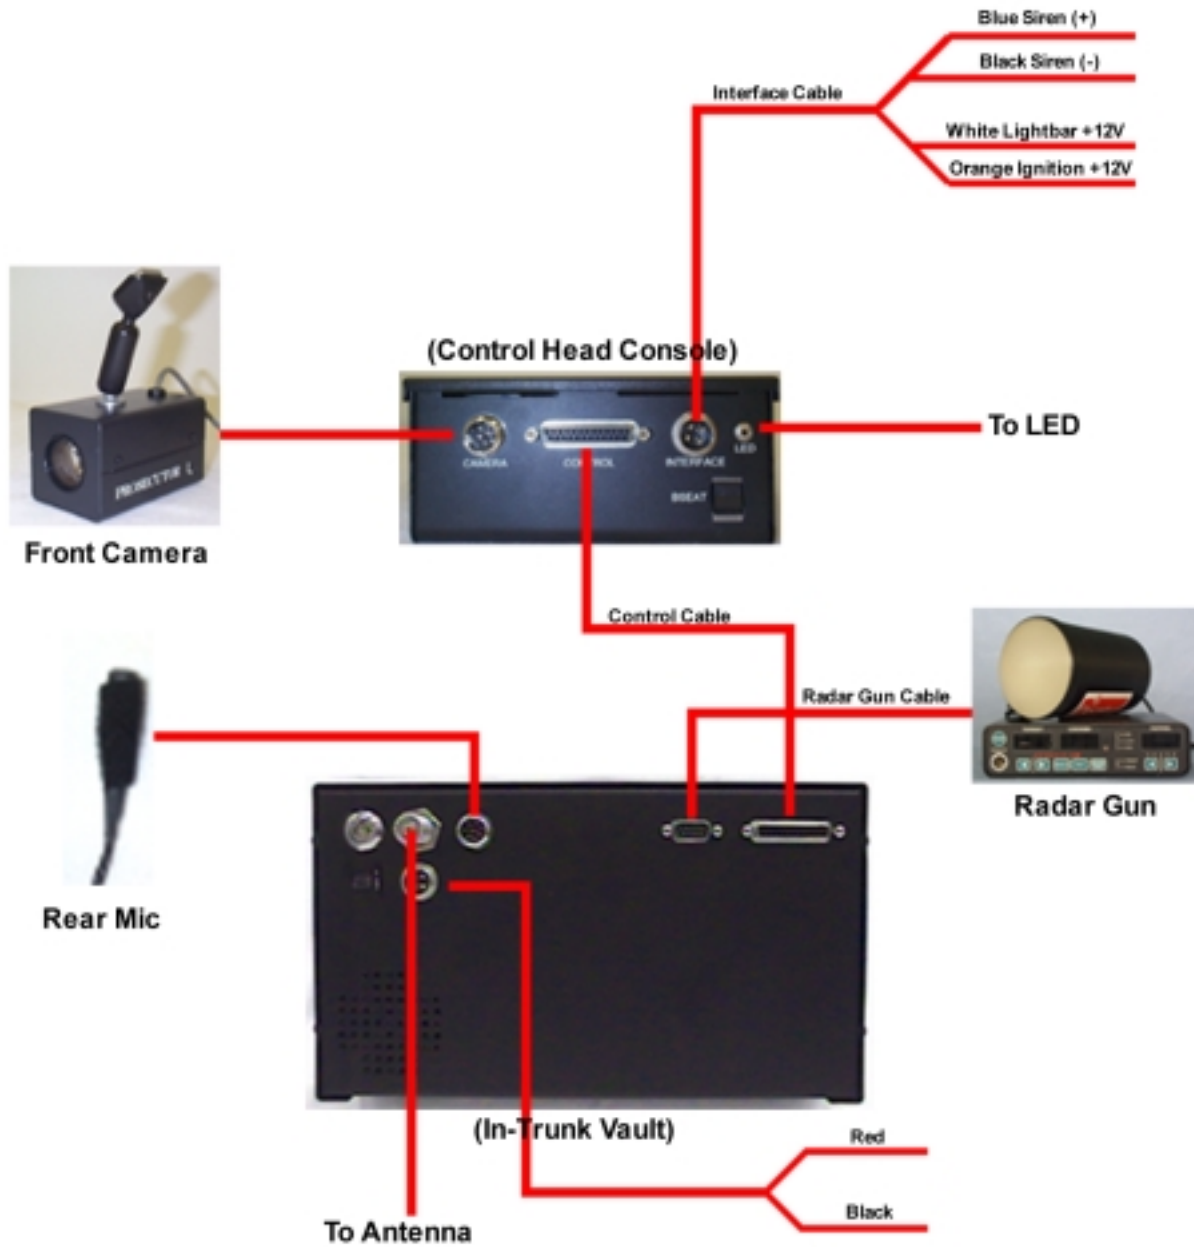 Blue Siren (+)
Black Siren (-)
Interface Cable
White Lightbar +12V
Orange Ignition +12V
(Control Head Console)
To LED
CAMERA
CONTROL
INTERFACE
LED
BSEAT
PROSECUTOR
Front Camera
Control Cable
Radar Gun Cable
Radar Gun
Rear Mic
(In-Trunk Vault)
Red
Black
To Antenna